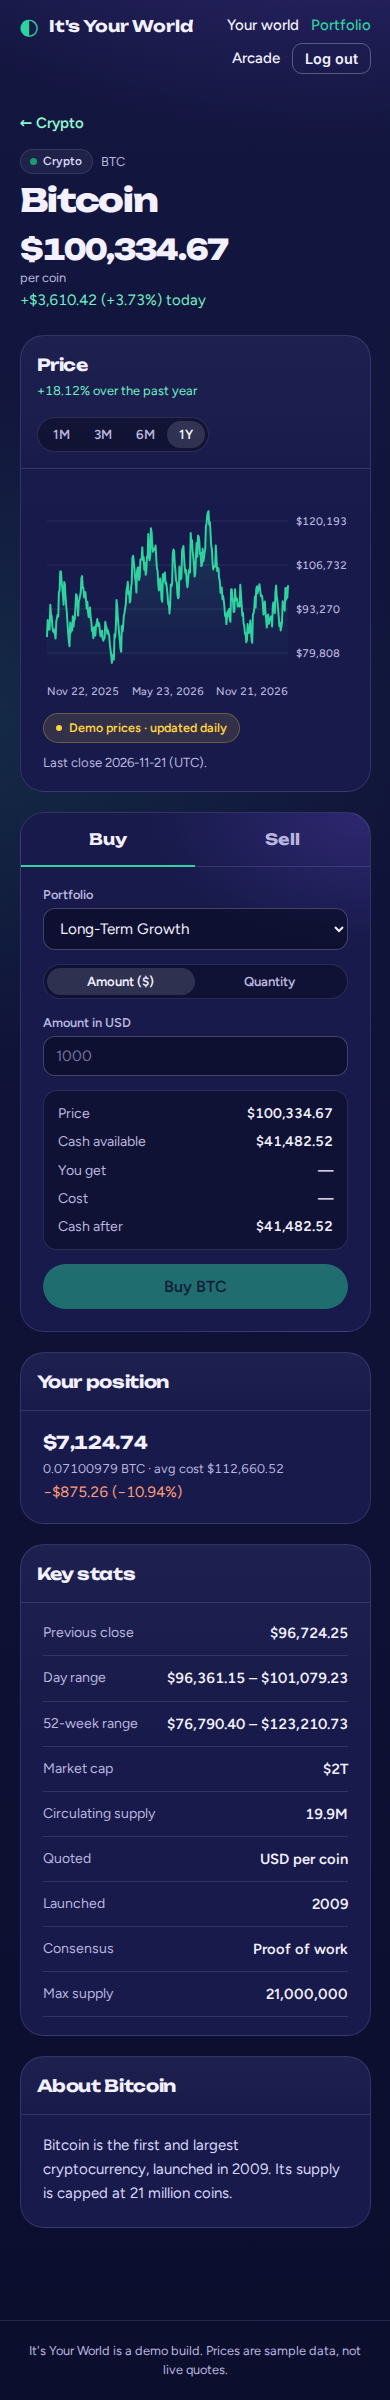 It's Your World
Your world Portfolio
Arcade Log out
← Crypto
Crypto BTC
Bitcoin
$100,334.67
per coin
+$3,610.42 (+3.73%) today
Price
+18.12% over the past year
1M 3M 6M 1Y
$120,193
$106,732
$93,270
$79,808
Nov 22, 2025 May 23, 2026 Nov 21, 2026
Demo prices · updated daily
Last close 2026-11-21 (UTC).
Buy Sell
Portfolio
Long-Term Growth
Amount ($) Quantity
Amount in USD
1000
Price $100,334.67
Cash available $41,482.52
You get —
Cost —
Cash after $41,482.52
Buy BTC
Your position
$7,124.74
0.07100979 BTC · avg cost $112,660.52
−$875.26 (−10.94%)
Key stats
Previous close $96,724.25
Day range $96,361.15 – $101,079.23
52-week range $76,790.40 – $123,210.73
Market cap $2T
Circulating supply 19.9M
Quoted USD per coin
Launched 2009
Consensus Proof of work
Max supply 21,000,000
About Bitcoin
Bitcoin is the first and largest
cryptocurrency, launched in 2009. Its supply
is capped at 21 million coins.
It's Your World is a demo build. Prices are sample data, not
live quotes.